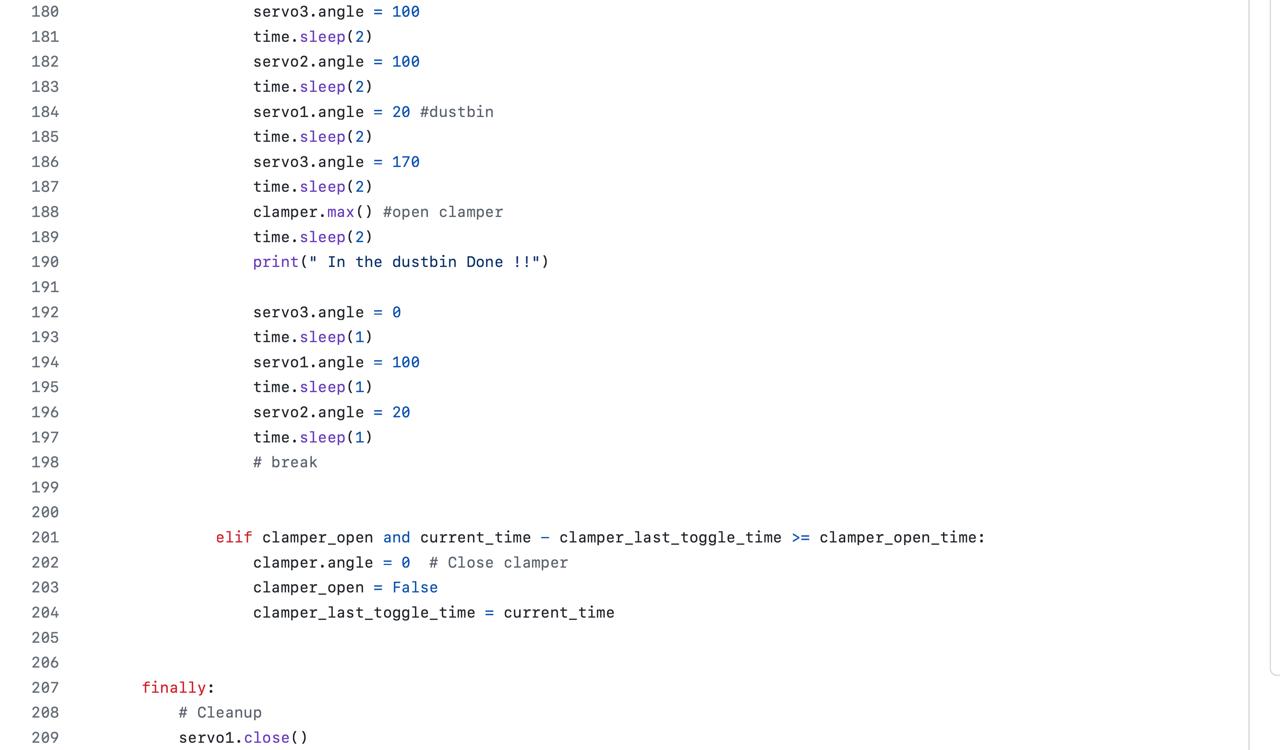 180 servo3.angle = 100
181 time.sleep(2)
182 servo2.angle = 100
183 time.sleep(2)
184 servo1.angle = 20 #dustbin
185 time.sleep(2)
186 servo3.angle = 170
187 time.sleep(2)
188 clamper.max() #open clamper
189 time.sleep(2)
190 print(" In the dustbin Done !!")
191
192 servo3.angle = 0
193 time.sleep(1)
194 servo1.angle = 100
195 time.sleep(1)
196 servo2.angle = 20
197 time.sleep(1)
198 # break
199
200
201 elif clamper_open and current_time - clamper_last_toggle_time >= clamper_open_time:
202 clamper.angle = 0  # Close clamper
203 clamper_open = False
204 clamper_last_toggle_time = current_time
205
206
207 finally:
208 # Cleanup
209 servo1.close()